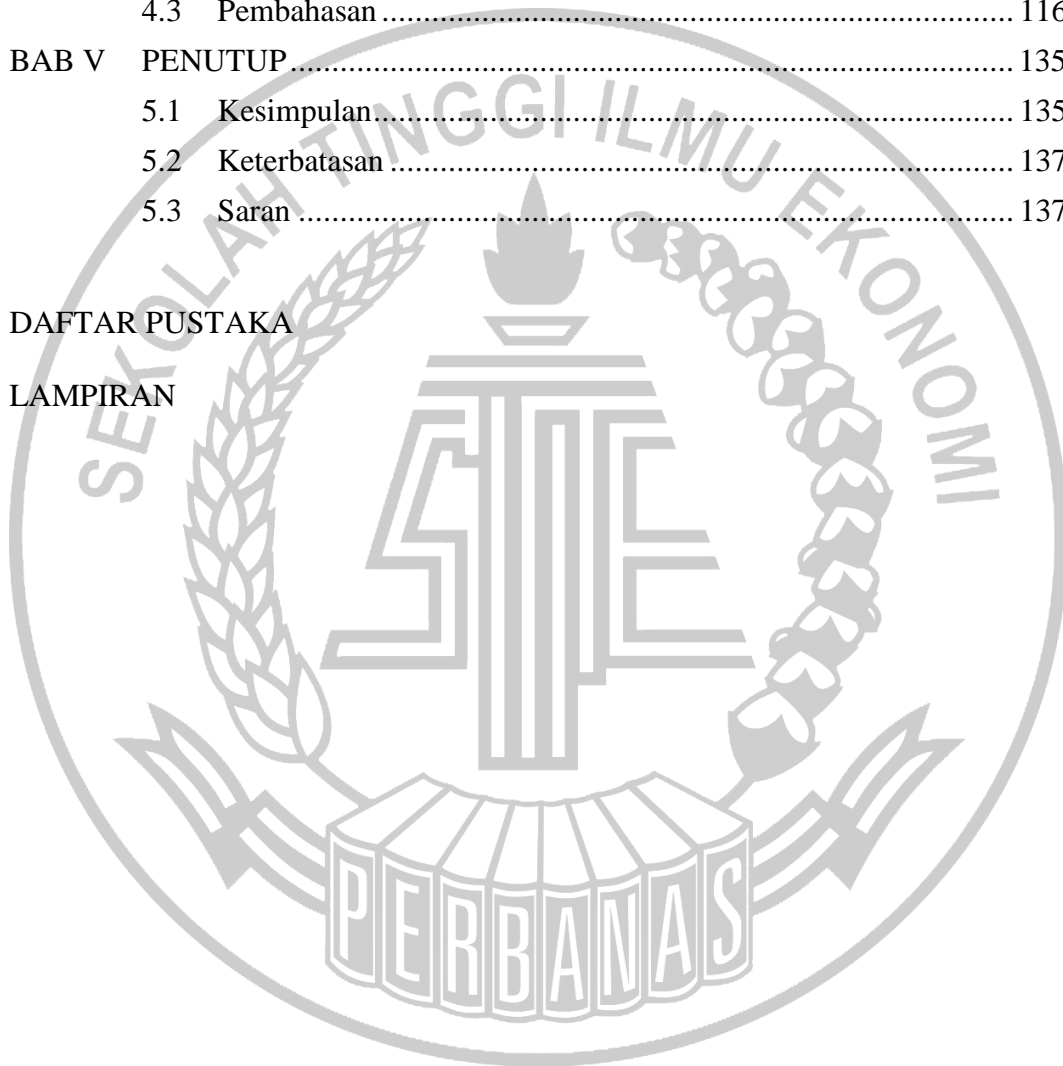 4.3 Pembahasan ........................................................................... 116
BAB V PENUTUP ........................................................................... 135
5.1 Kesimpulan ........................................................................... 135
5.2 Keterbatasan ........................................................................... 137
5.3 Saran ........................................................................... 137
DAFTAR PUSTAKA
LAMPIRAN
SEKOLAH TINGGI ILMU EKONOMI
STIE
PERBANAS